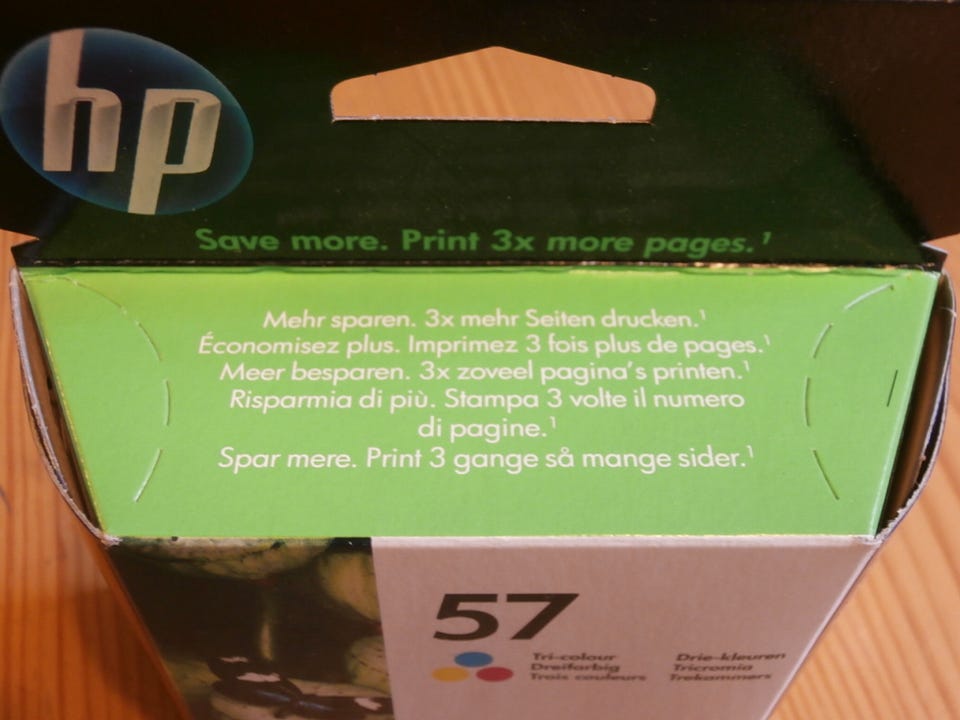 hp
Save more. Print 3x more pages.¹
Mehr sparen. 3x mehr Seiten drucken.¹
Économisez plus. Imprimez 3 fois plus de pages.¹
Meer besparen. 3x zoveel pagina's printen.¹
Risparmia di più. Stampa 3 volte il numero
di pagine.¹
Spar mere. Print 3 gange så mange sider.¹
57
Tri-colour
Dreifarbig
Trois couleurs
Drie-kleuren
Tricromia
Trekammers